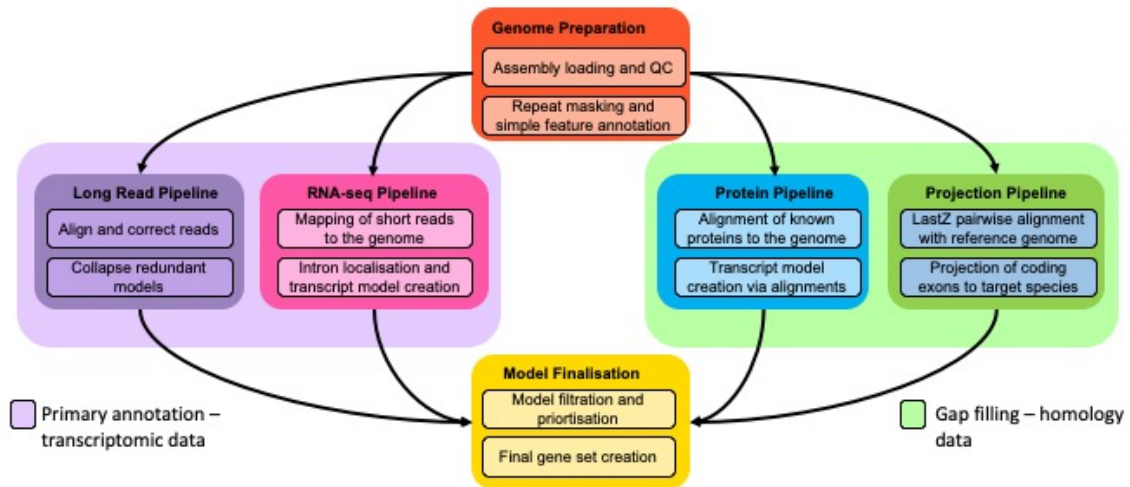 Genome Preparation
Assembly loading and QC
Repeat masking and
simple feature annotation
Long Read Pipeline
Align and correct reads
Collapse redundant
models
RNA-seq Pipeline
Mapping of short reads
to the genome
Intron localisation and
transcript model creation
Protein Pipeline
Alignment of known
proteins to the genome
Transcript model
creation via alignments
Projection Pipeline
LastZ pairwise alignment
with reference genome
Projection of coding
exons to target species
Model Finalisation
Model filtration and
priortisation
Final gene set creation
Primary annotation –
transcriptomic data
Gap filling – homology
data